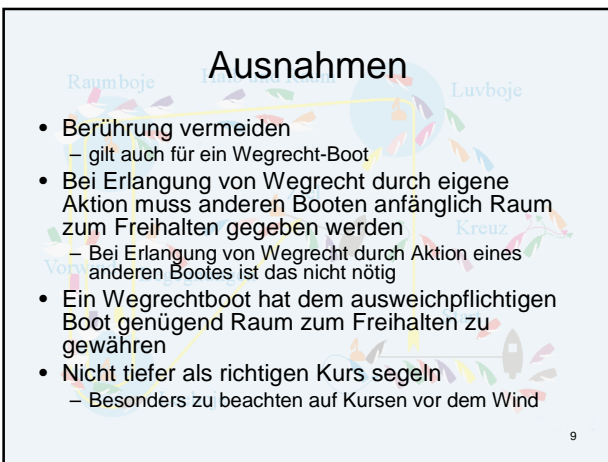 Ausnahmen
Raumboje
Luvboje
• Berührung vermeiden
– gilt auch für ein Wegrecht-Boot
• Bei Erlangung von Wegrecht durch eigene
Aktion muss anderen Booten anfänglich Raum
zum Freihalten gegeben werden
Kreuz
– Bei Erlangung von Wegrecht durch Aktion eines
anderen Bootes ist das nicht nötig
• Ein Wegrechtboot hat dem ausweichpflichtigen
Boot genügend Raum zum Freihalten zu
gewähren
• Nicht tiefer als richtigen Kurs segeln
– Besonders zu beachten auf Kursen vor dem Wind
9